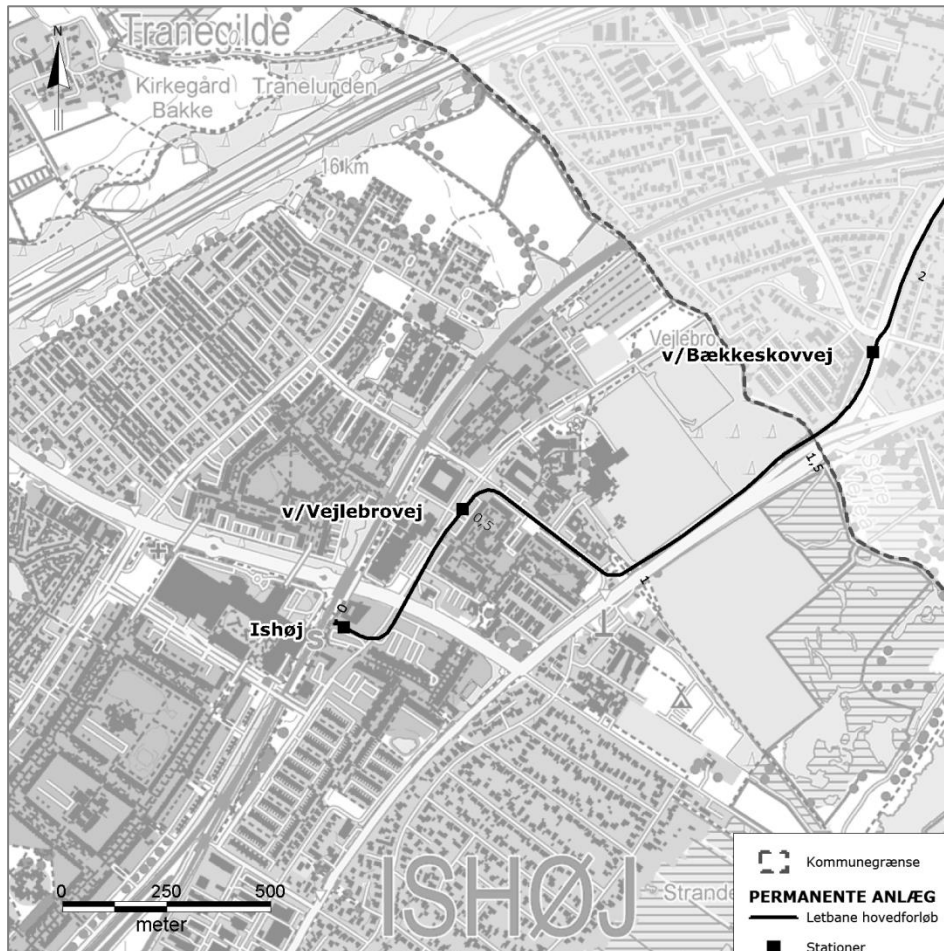 Tranegilde
N
Kirkegård
Bakke
Tranelunden
16 km
2
Vejlebro
v/Bækkeskovvej
1,5
v/Vejlebrovej
0,5
1
0
Ishøj
S
ISHØJ
Strande
0 250 500
meter
Kommunegrænse
PERMANENTE ANLÆG
Letbane hovedforløb
Stationer